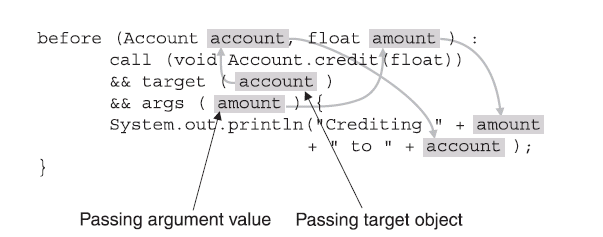 before (Account account, float amount ) :
call (void Account.credit(float))
&& target ( account )
&& args ( amount ) {
System.out.println("Crediting " + amount
+ " to " + account );
}
Passing argument value Passing target object